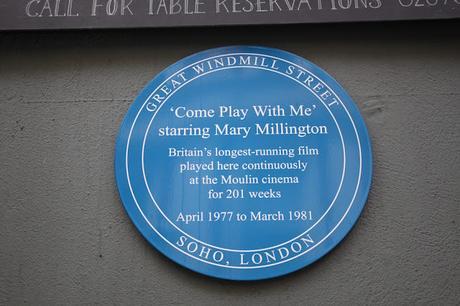 CALL FOR TABLE RESERVATIONS
GREAT WINDMILL STREET
‘Come Play With Me’
starring Mary Millington
Britain’s longest-running film
played here continuously
at the Moulin cinema
for 201 weeks
April 1977 to March 1981
SOHO, LONDON